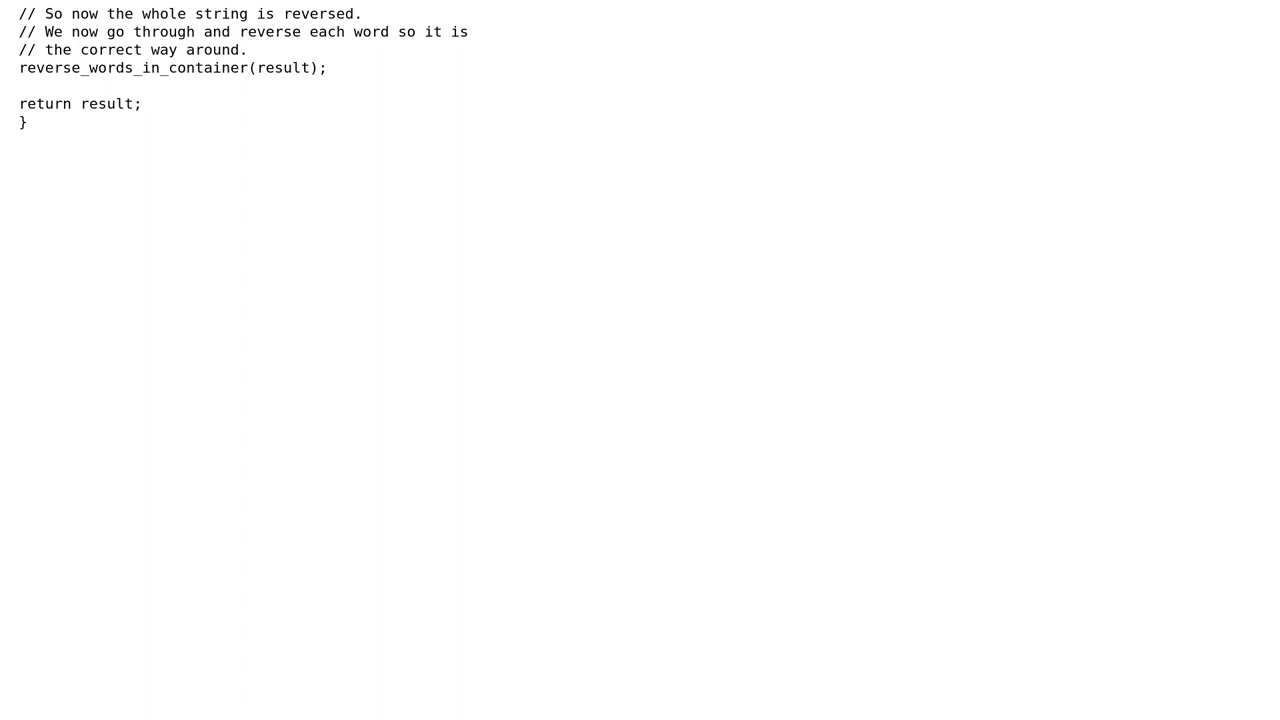 // So now the whole string is reversed.
// We now go through and reverse each word so it is
// the correct way around.
reverse_words_in_container(result);

return result;
}